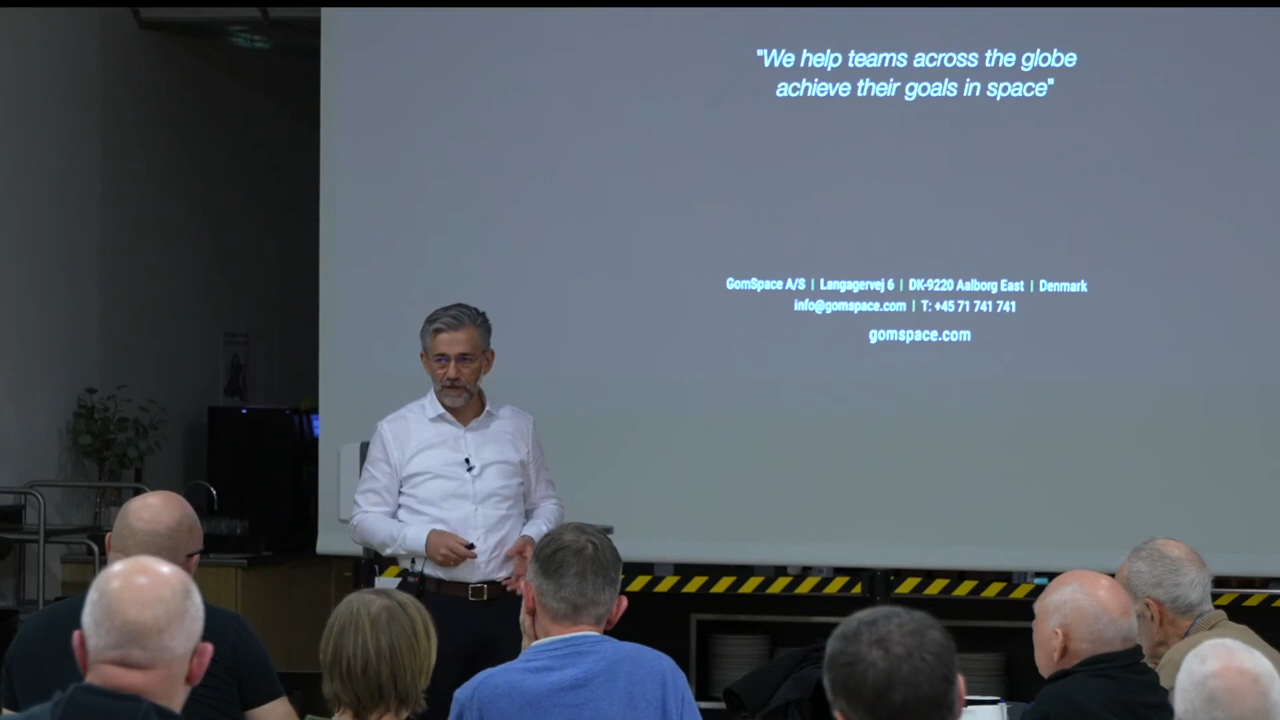 "We help teams across the globe
achieve their goals in space"
GomSpace A/S | Langagervej 6 | DK-9220 Aalborg East | Denmark
info@gomspace.com | T: +45 71 741 741
gomspace.com